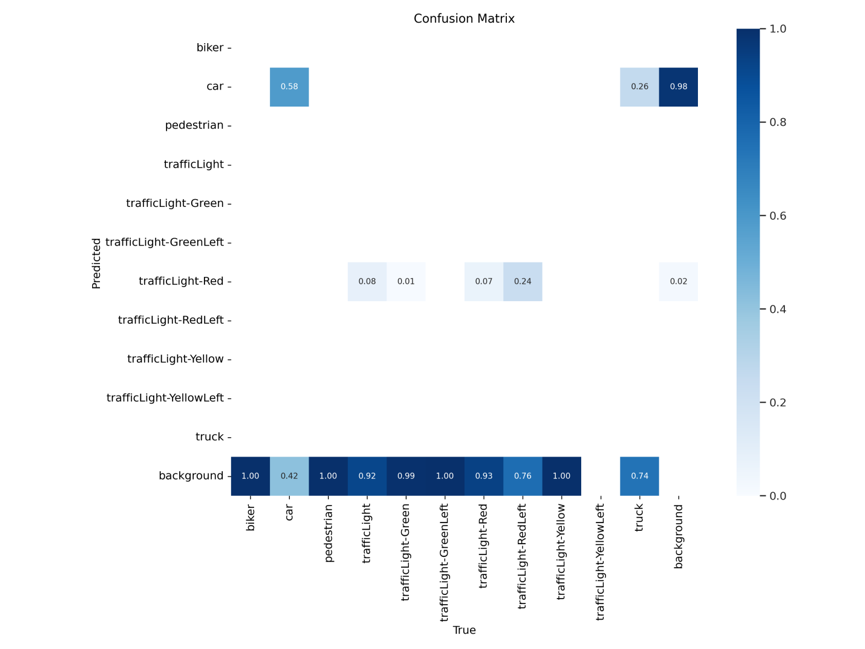 Confusion Matrix
biker
car
pedestrian
trafficLight
trafficLight-Green
trafficLight-GreenLeft
trafficLight-Red
trafficLight-RedLeft
trafficLight-Yellow
trafficLight-YellowLeft
truck
background
Predicted
0.58 0.26 0.98
0.08 0.01 0.07 0.24 0.02
1.00 0.42 1.00 0.92 0.99 1.00 0.93 0.76 1.00 0.74
biker
car
pedestrian
trafficLight
trafficLight-Green
trafficLight-GreenLeft
trafficLight-Red
trafficLight-RedLeft
trafficLight-Yellow
trafficLight-YellowLeft
truck
background
True
1.0
0.8
0.6
0.4
0.2
0.0